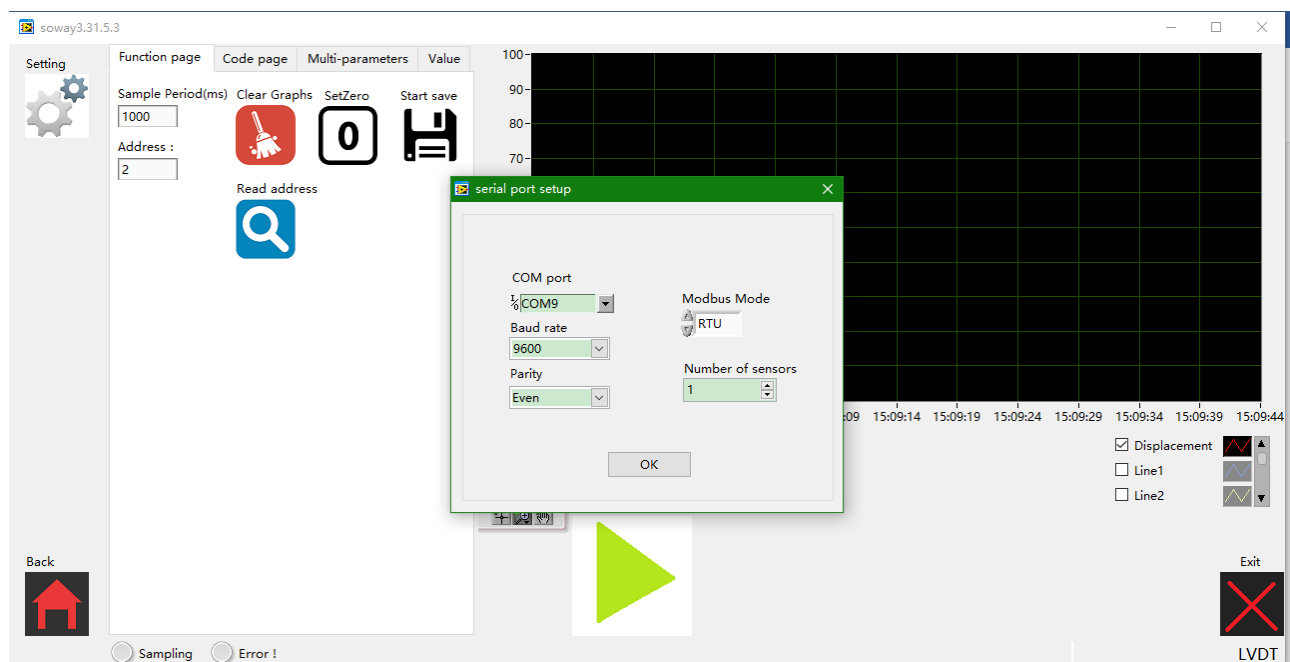 soway3.31.5.3
Setting
Function page
Code page
Multi-parameters
Value
Sample Period(ms)
Clear Graphs
SetZero
Start save
1000
0
Address :
2
Read address
100
90
80
70
serial port setup
COM port
COM9
Baud rate
9600
Parity
Even
Modbus Mode
RTU
Number of sensors
1
OK
:09 15:09:14 15:09:19 15:09:24 15:09:29 15:09:34 15:09:39 15:09:44
Displacement
Line1
Line2
Back
Exit
Sampling
Error !
LVDT